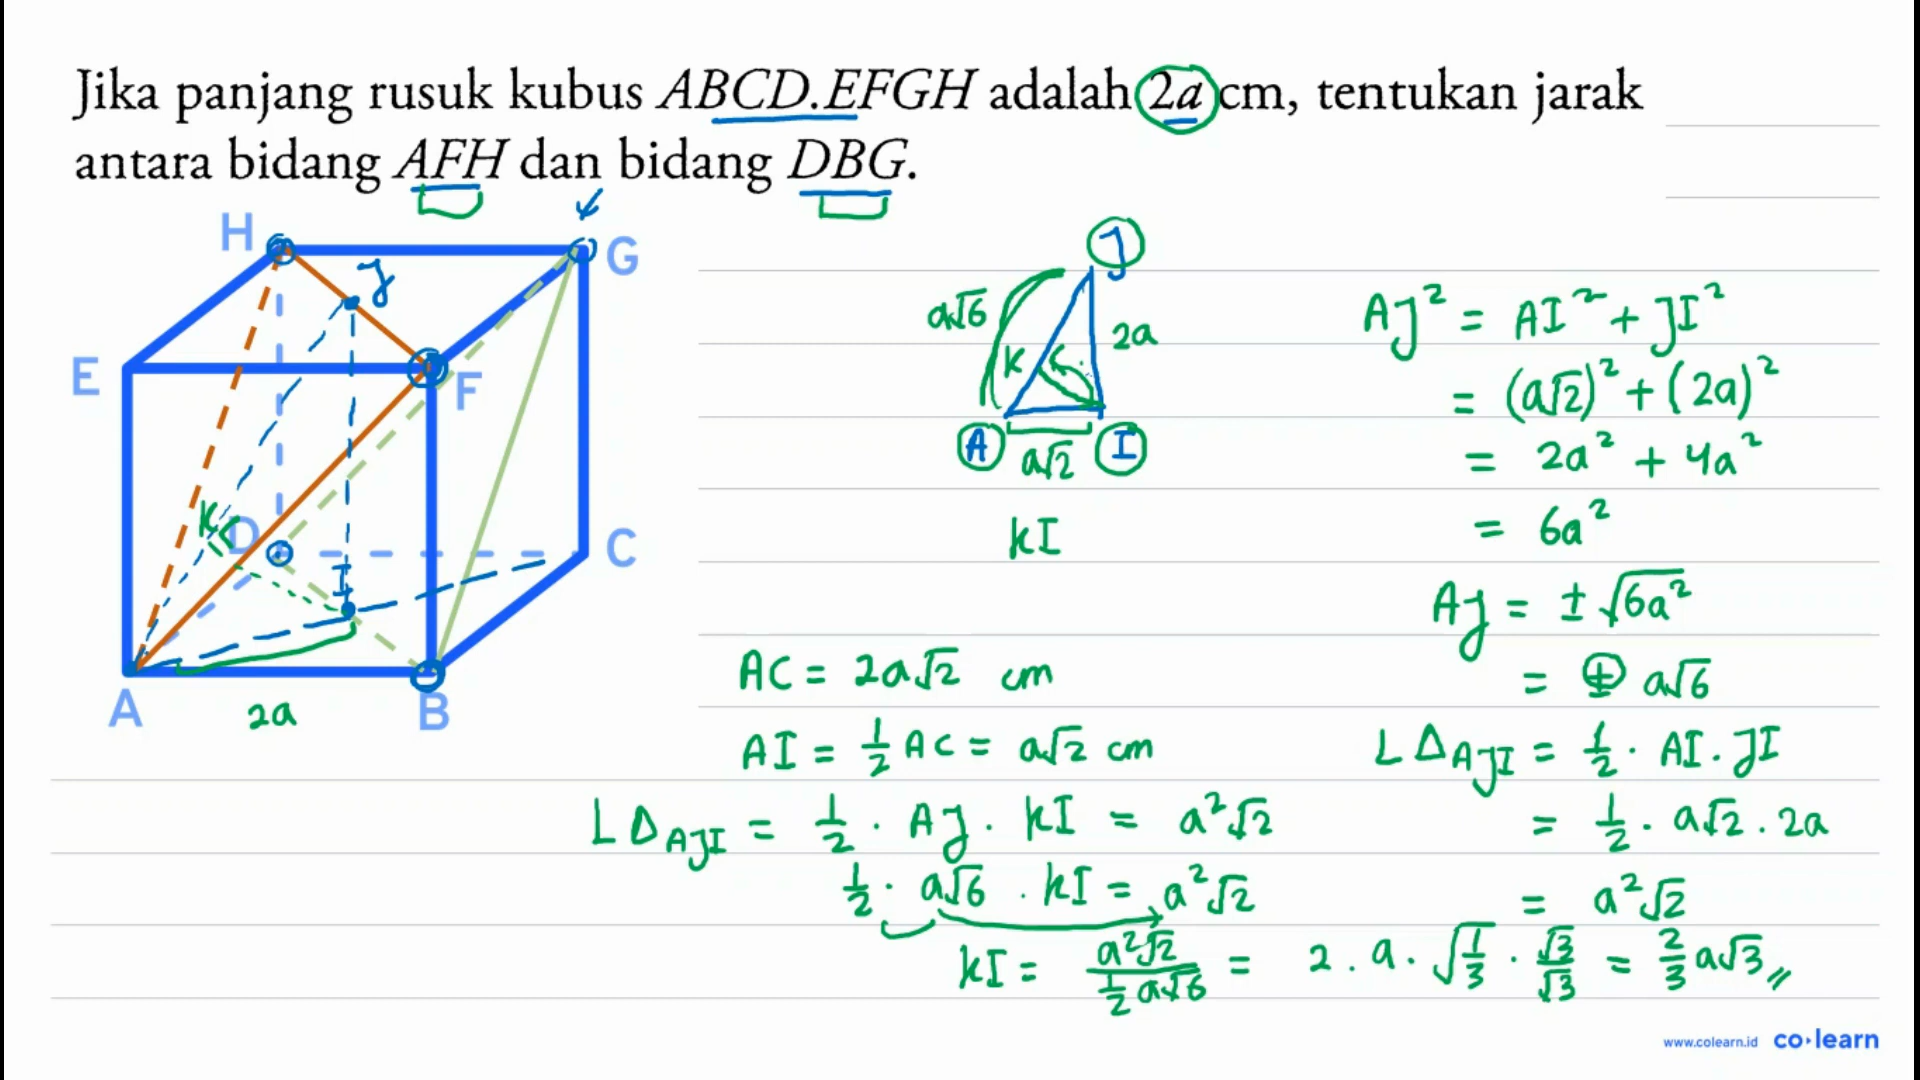 Jika panjang rusuk kubus ABCD.EFGH adalah 2a cm, tentukan jarak
antara bidang AFH dan bidang DBG.
H
G
J
E
F
K
D
I
C
A
B
2a
J
a√6
K
2a
A
a√2
I
kI
AC = 2a√2 cm
AI = 1/2 AC = a√2 cm
AJ² = AI² + JI²
= (a√2)² + (2a)²
= 2a² + 4a²
= 6a²
AJ = ± √6a²
= ± a√6
L Δ AJI = 1/2 . AI . JI
= 1/2 . a√2 . 2a
= a²√2
L Δ AJI = 1/2 . AJ . kI = a²√2
1/2 . a√6 . kI = a²√2
kI = a²√2 / 1/2 a√6 = 2 . a . √1/3 . √3/√3 = 2/3 a√3 //
www.colearn.id co·learn